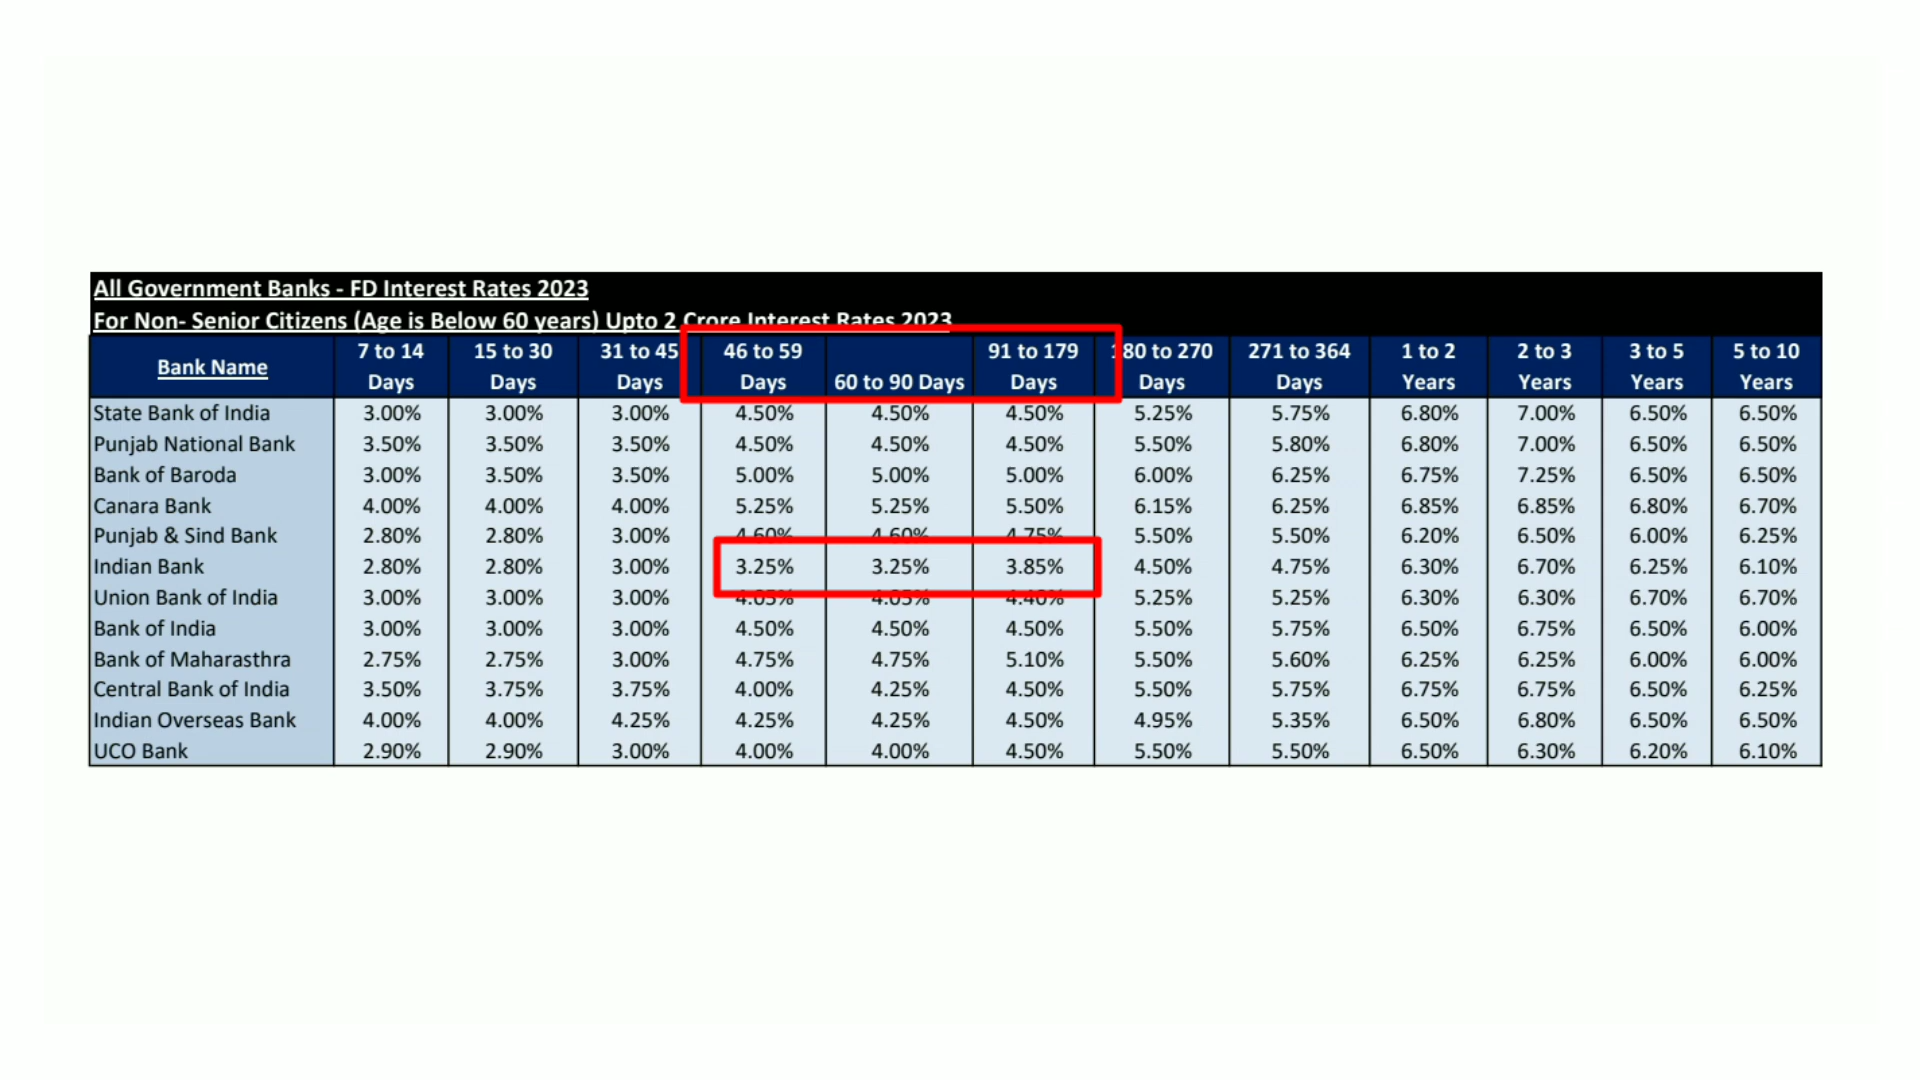 All Government Banks - FD Interest Rates 2023
For Non- Senior Citizens (Age is Below 60 years) Upto 2 Crore Interest Rates 2023
Bank Name 7 to 14 Days 15 to 30 Days 31 to 45 Days 46 to 59 Days 60 to 90 Days 91 to 179 Days 180 to 270 Days 271 to 364 Days 1 to 2 Years 2 to 3 Years 3 to 5 Years 5 to 10 Years
State Bank of India 3.00% 3.00% 3.00% 4.50% 4.50% 4.50% 5.25% 5.75% 6.80% 7.00% 6.50% 6.50%
Punjab National Bank 3.50% 3.50% 3.50% 4.50% 4.50% 4.50% 5.50% 5.80% 6.80% 7.00% 6.50% 6.50%
Bank of Baroda 3.00% 3.50% 3.50% 5.00% 5.00% 5.00% 6.00% 6.25% 6.75% 7.25% 6.50% 6.50%
Canara Bank 4.00% 4.00% 4.00% 5.25% 5.25% 5.50% 6.15% 6.25% 6.85% 6.85% 6.80% 6.70%
Punjab & Sind Bank 2.80% 2.80% 3.00% 4.60% 4.60% 4.75% 5.50% 5.50% 6.20% 6.50% 6.00% 6.25%
Indian Bank 2.80% 2.80% 3.00% 3.25% 3.25% 3.85% 4.50% 4.75% 6.30% 6.70% 6.25% 6.10%
Union Bank of India 3.00% 3.00% 3.00% 4.05% 4.05% 4.40% 5.25% 5.25% 6.30% 6.30% 6.70% 6.70%
Bank of India 3.00% 3.00% 3.00% 4.50% 4.50% 4.50% 5.50% 5.75% 6.50% 6.75% 6.50% 6.00%
Bank of Maharasthra 2.75% 2.75% 3.00% 4.75% 4.75% 5.10% 5.50% 5.60% 6.25% 6.25% 6.00% 6.00%
Central Bank of India 3.50% 3.75% 3.75% 4.00% 4.25% 4.50% 5.50% 5.75% 6.75% 6.75% 6.50% 6.25%
Indian Overseas Bank 4.00% 4.00% 4.25% 4.25% 4.25% 4.50% 4.95% 5.35% 6.50% 6.80% 6.50% 6.50%
UCO Bank 2.90% 2.90% 3.00% 4.00% 4.00% 4.50% 5.50% 5.50% 6.50% 6.30% 6.20% 6.10%